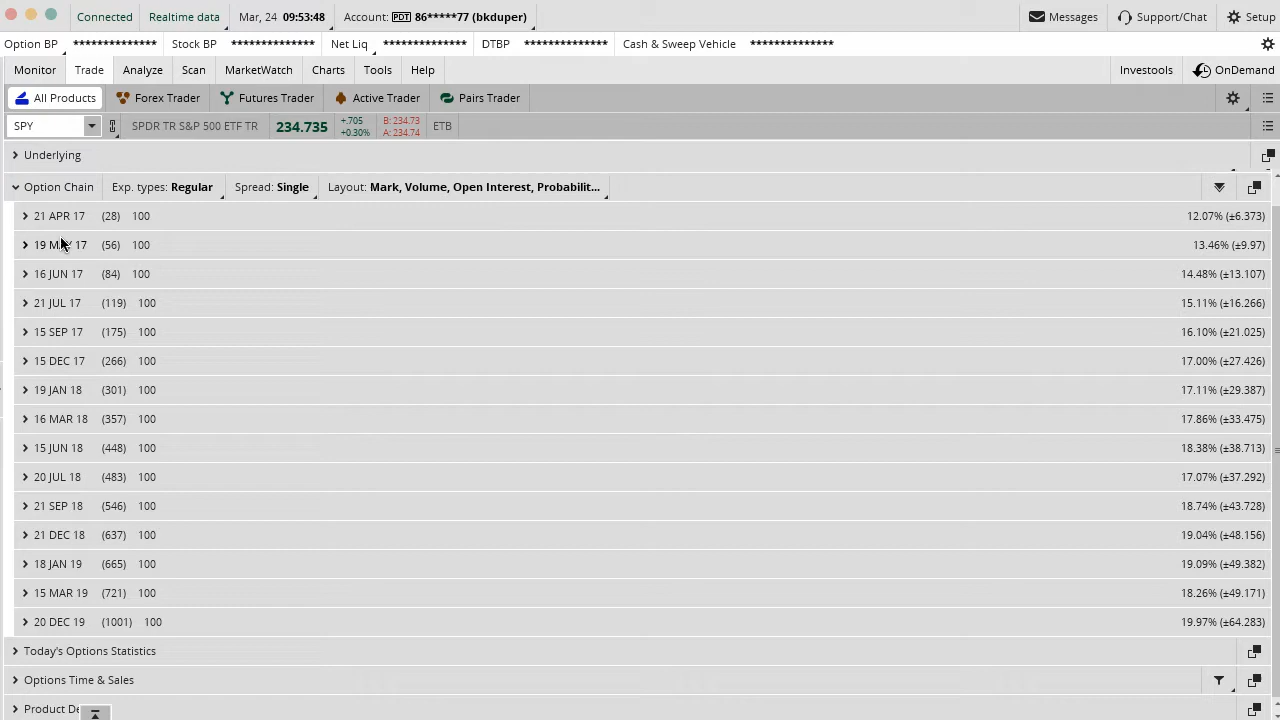 Connected Realtime data Mar, 24 09:53:48 Account: PDT 86*****77 (bkduper) Messages Support/Chat Setup
Option BP ************** Stock BP ************** Net Liq ************** DTBP ************** Cash & Sweep Vehicle **************
Monitor Trade Analyze Scan MarketWatch Charts Tools Help Investools OnDemand
All Products Forex Trader Futures Trader Active Trader Pairs Trader
SPY SPDR TR S&P 500 ETF TR 234.735 +.705 +0.30% B: 234.73 A: 234.74 ETB
Underlying
Option Chain Exp. types: Regular Spread: Single Layout: Mark, Volume, Open Interest, Probabilit...
21 APR 17 (28) 100 12.07% (±6.373)
19 MAY 17 (56) 100 13.46% (±9.97)
16 JUN 17 (84) 100 14.48% (±13.107)
21 JUL 17 (119) 100 15.11% (±16.266)
15 SEP 17 (175) 100 16.10% (±21.025)
15 DEC 17 (266) 100 17.00% (±27.426)
19 JAN 18 (301) 100 17.11% (±29.387)
16 MAR 18 (357) 100 17.86% (±33.475)
15 JUN 18 (448) 100 18.38% (±38.713)
20 JUL 18 (483) 100 17.07% (±37.292)
21 SEP 18 (546) 100 18.74% (±43.728)
21 DEC 18 (637) 100 19.04% (±48.156)
18 JAN 19 (665) 100 19.09% (±49.382)
15 MAR 19 (721) 100 18.26% (±49.171)
20 DEC 19 (1001) 100 19.97% (±64.283)
Today's Options Statistics
Options Time & Sales
Product De